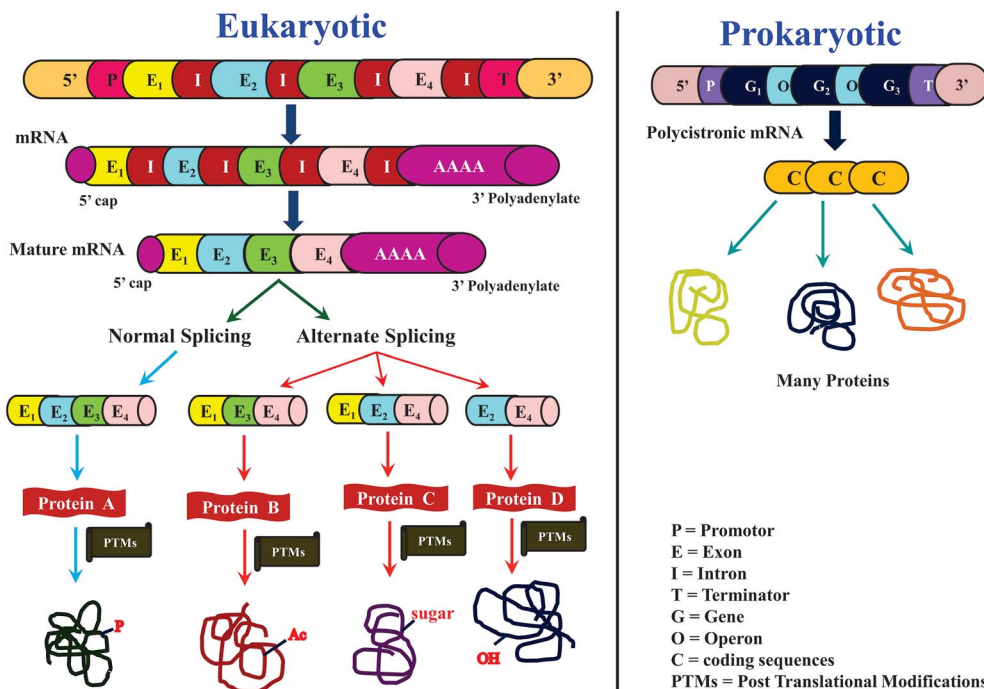 Eukaryotic
5' P E1 I E2 I E3 I E4 I T 3'
mRNA
E1 I E2 I E3 I E4 I AAAA
5' cap
3' Polyadenylate
Mature mRNA
E1 E2 E3 E4 AAAA
5' cap
3' Polyadenylate
Normal Splicing
Alternate Splicing
E1 E2 E3 E4
E1 E3 E4
E1 E2 E4
E2 E4
Protein A
Protein B
Protein C
Protein D
PTMs
PTMs
PTMs
PTMs
P
Ac
sugar
OH
Prokaryotic
5' P G1 O G2 O G3 T 3'
Polycistronic mRNA
C C C
Many Proteins
P = Promotor
E = Exon
I = Intron
T = Terminator
G = Gene
O = Operon
C = coding sequences
PTMs = Post Translational Modifications